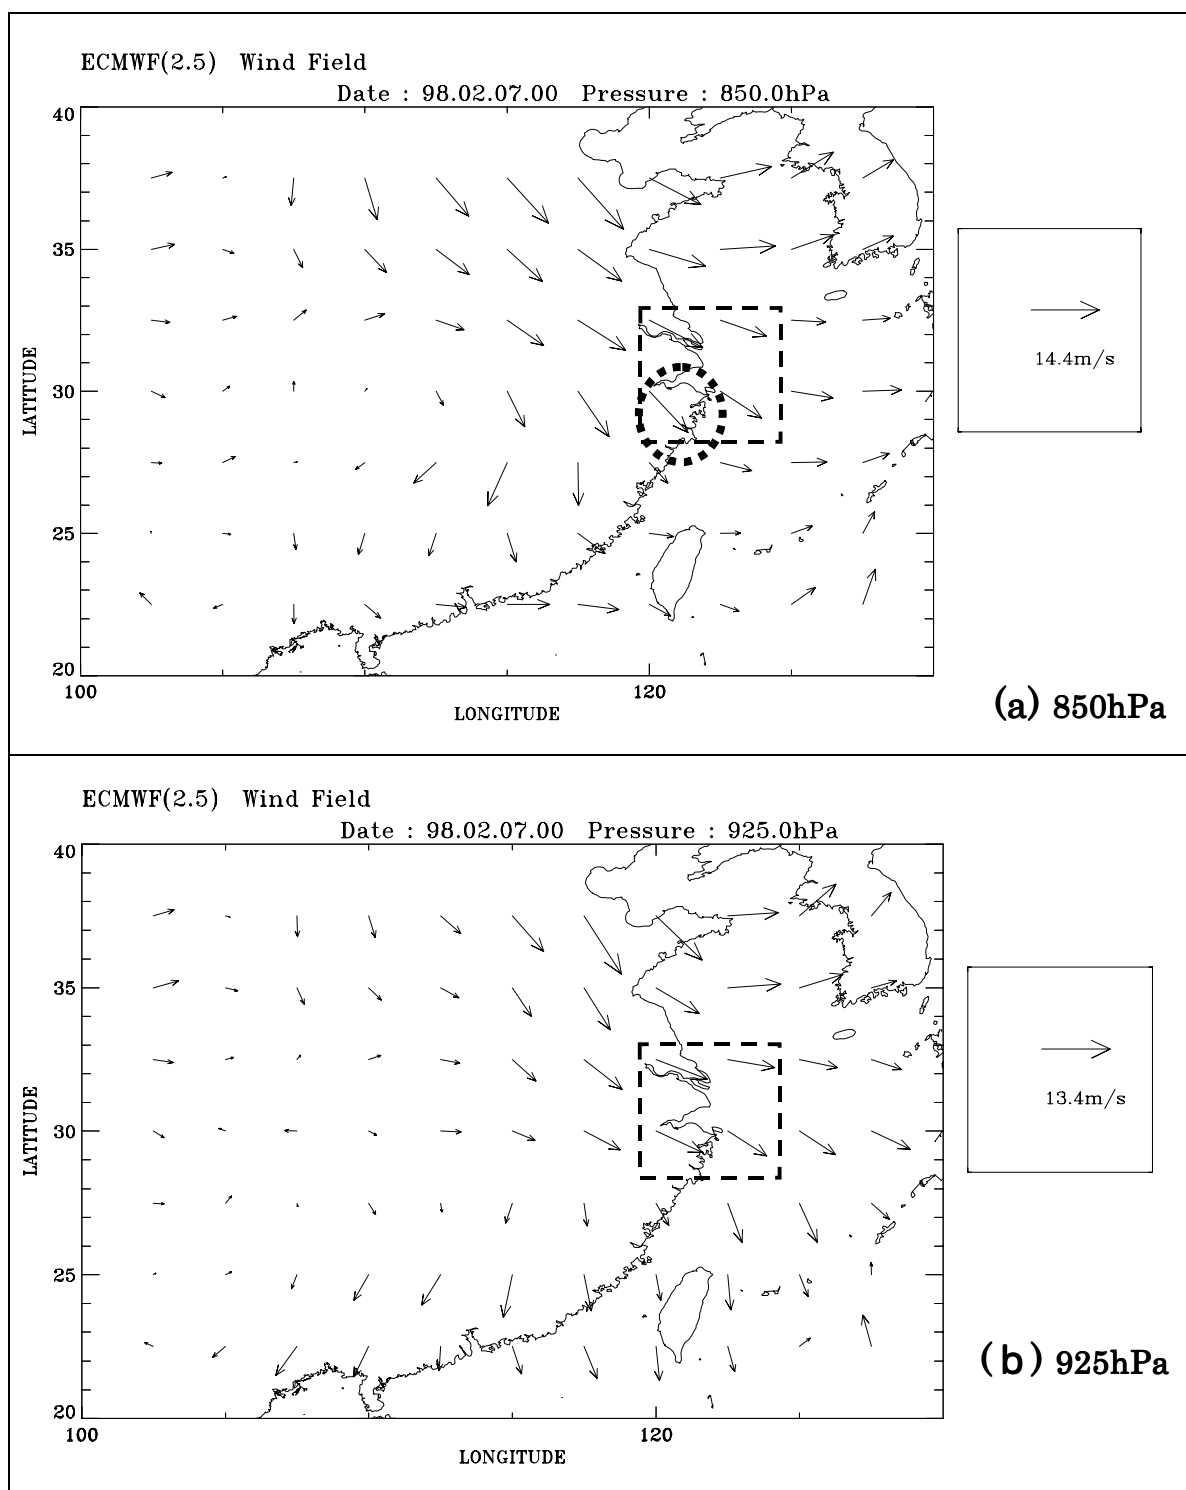 ECMWF(2.5) Wind Field
Date : 98.02.07.00 Pressure : 850.0hPa
40
35
30
25
20
LATITUDE
100
120
LONGITUDE
14.4m/s
(a) 850hPa
ECMWF(2.5) Wind Field
Date : 98.02.07.00 Pressure : 925.0hPa
40
35
30
25
20
LATITUDE
100
120
LONGITUDE
13.4m/s
(b) 925hPa